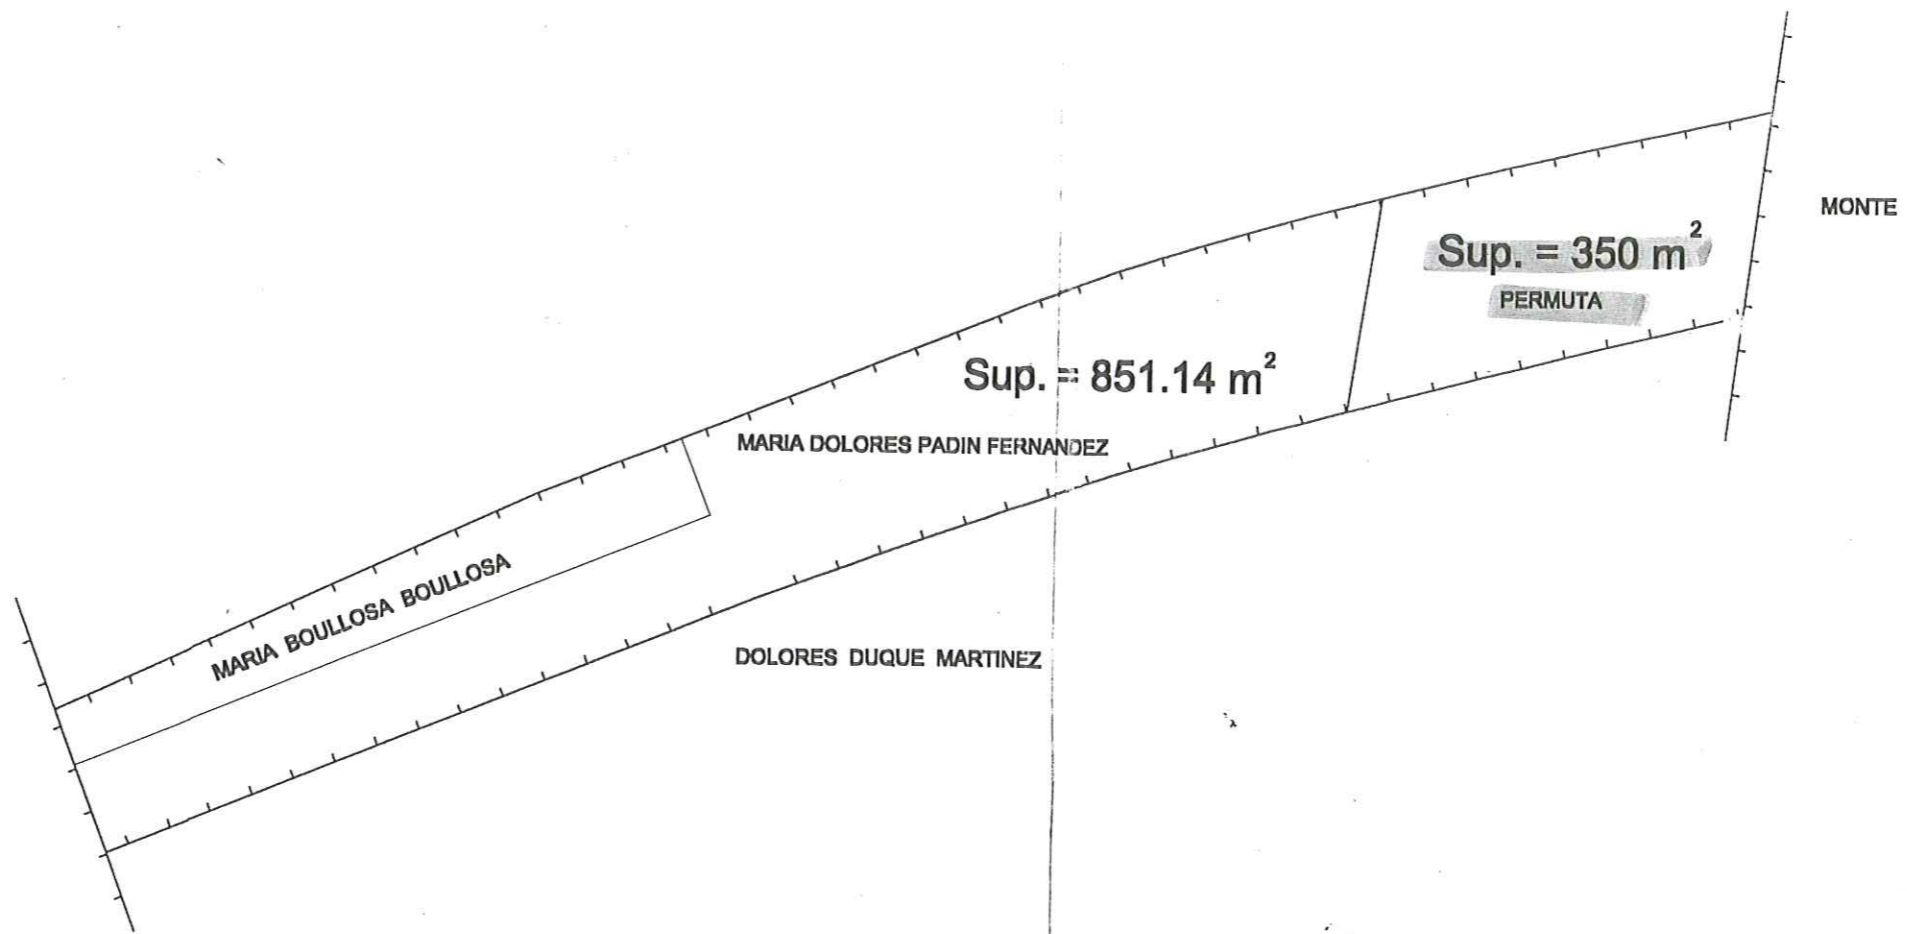 MONTE
Sup. = 350 m²
PERMUTA
Sup. = 851.14 m²
MARIA DOLORES PADIN FERNANDEZ
MARIA BOULLOSA BOULLOSA
DOLORES DUQUE MARTINEZ